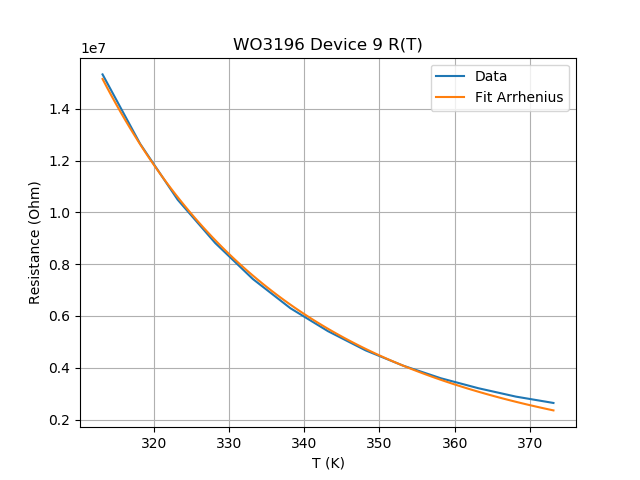 WO3196 Device 9 R(T)
1e7
Data
Fit Arrhenius
1.4
1.2
1.0
0.8
0.6
0.4
0.2
Resistance (Ohm)
320 330 340 350 360 370
T (K)